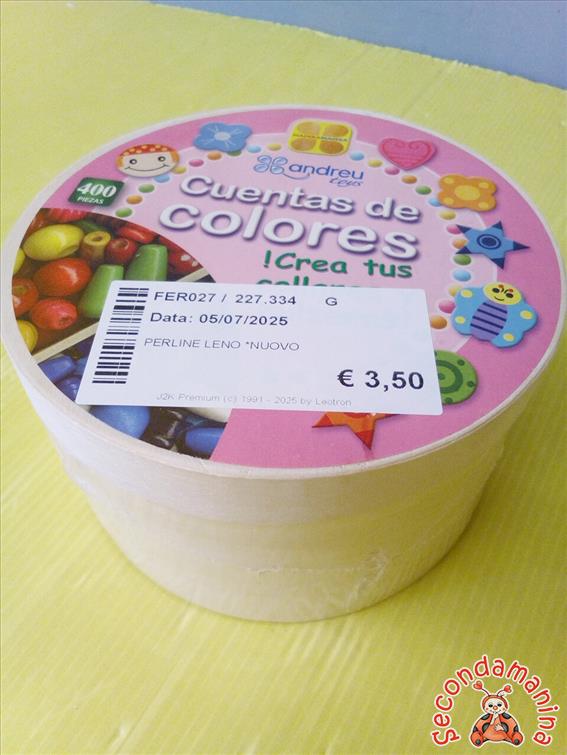 andreu
toys
400
PIEZAS
Cuentas de
colores
!Crea tus
FER027 / 227.334 G
Data: 05/07/2025
PERLINE LENO *NUOVO
€ 3,50
J2K Premium (c) 1991 - 2025 by Leotron
Secondamanina